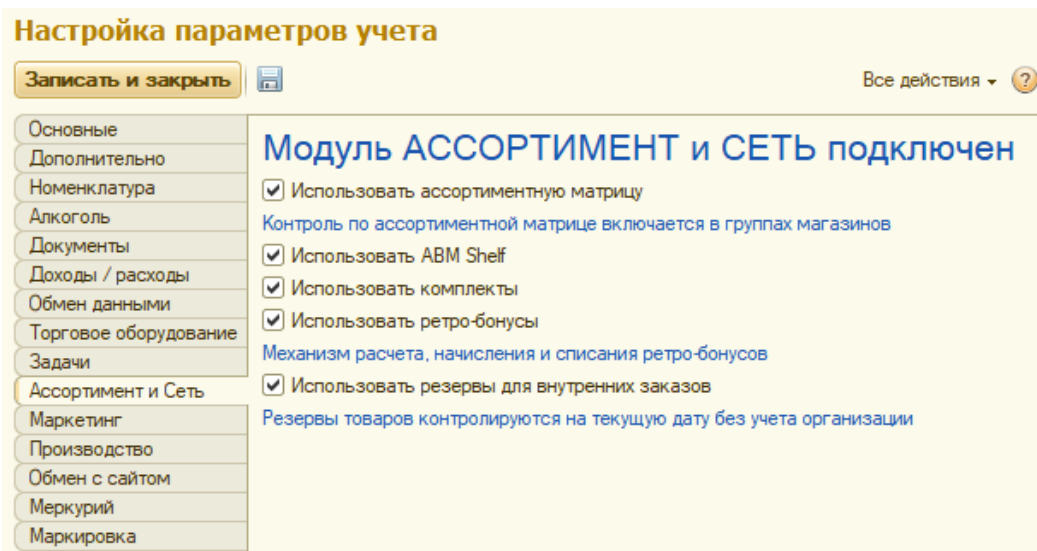 Настройка параметров учета
Записать и закрыть
Все действия
?
Основные
Дополнительно
Номенклатура
Алкоголь
Документы
Доходы / расходы
Обмен данными
Торговое оборудование
Задачи
Ассортимент и Сеть
Маркетинг
Производство
Обмен с сайтом
Меркурий
Маркировка
Модуль АССОРТИМЕНТ и СЕТЬ подключен
Использовать ассортиментную матрицу
Контроль по ассортиментной матрице включается в группах магазинов
Использовать ABM Shelf
Использовать комплекты
Использовать ретро-бонусы
Механизм расчета, начисления и списания ретро-бонусов
Использовать резервы для внутренних заказов
Резервы товаров контролируются на текущую дату без учета организации